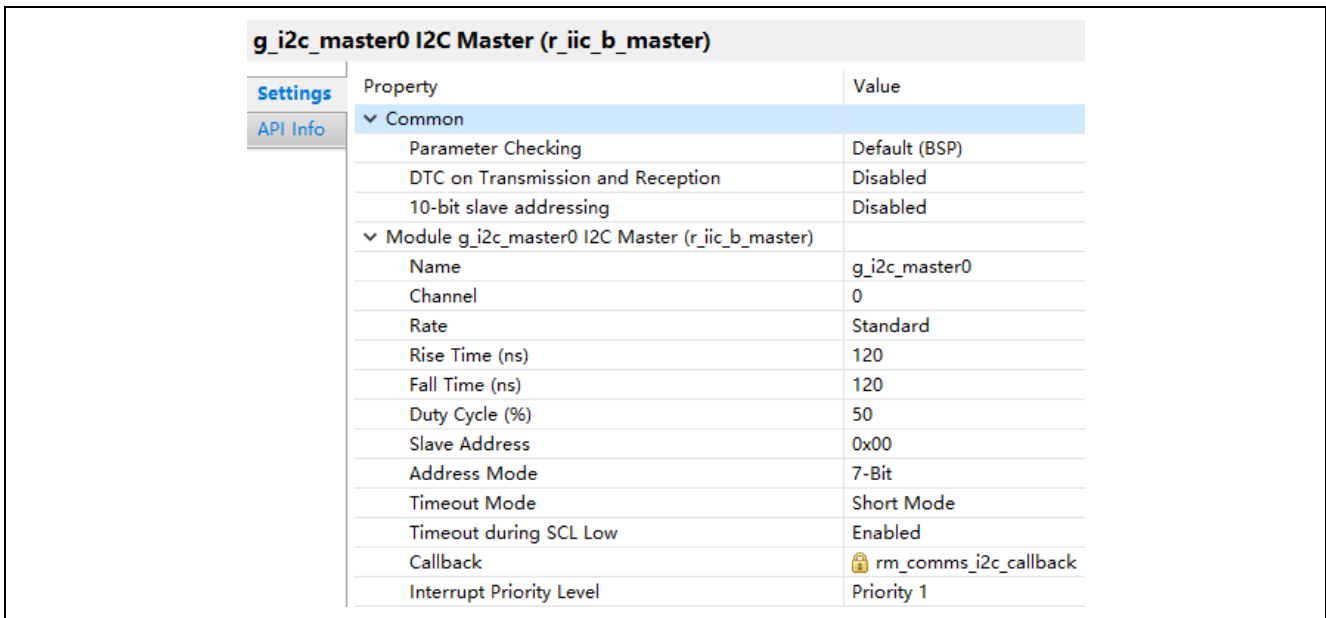 g_i2c_master0 I2C Master (r_iic_b_master)
Settings
API Info
Property Value
Common
Parameter Checking Default (BSP)
DTC on Transmission and Reception Disabled
10-bit slave addressing Disabled
Module g_i2c_master0 I2C Master (r_iic_b_master)
Name g_i2c_master0
Channel 0
Rate Standard
Rise Time (ns) 120
Fall Time (ns) 120
Duty Cycle (%) 50
Slave Address 0x00
Address Mode 7-Bit
Timeout Mode Short Mode
Timeout during SCL Low Enabled
Callback rm_comms_i2c_callback
Interrupt Priority Level Priority 1